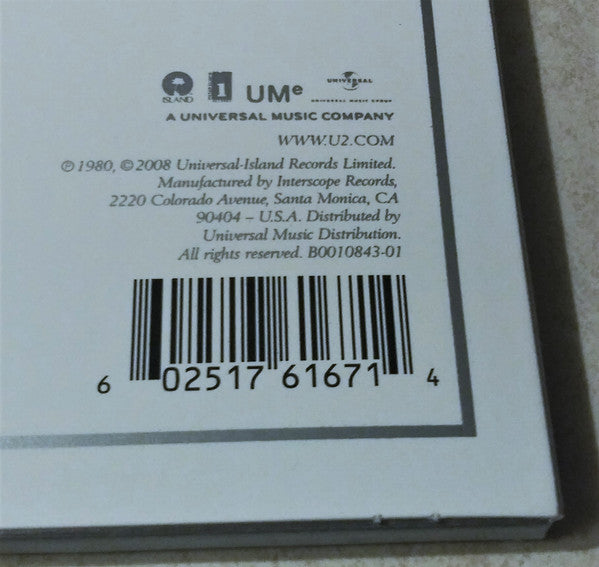 ISLAND 1 UMe UNIVERSAL
UNIVERSAL MUSIC GROUP
A UNIVERSAL MUSIC COMPANY
WWW.U2.COM
℗ 1980, © 2008 Universal-Island Records Limited.
Manufactured by Interscope Records,
2220 Colorado Avenue, Santa Monica, CA
90404 – U.S.A. Distributed by
Universal Music Distribution.
All rights reserved. B0010843-01
6 02517 61671 4